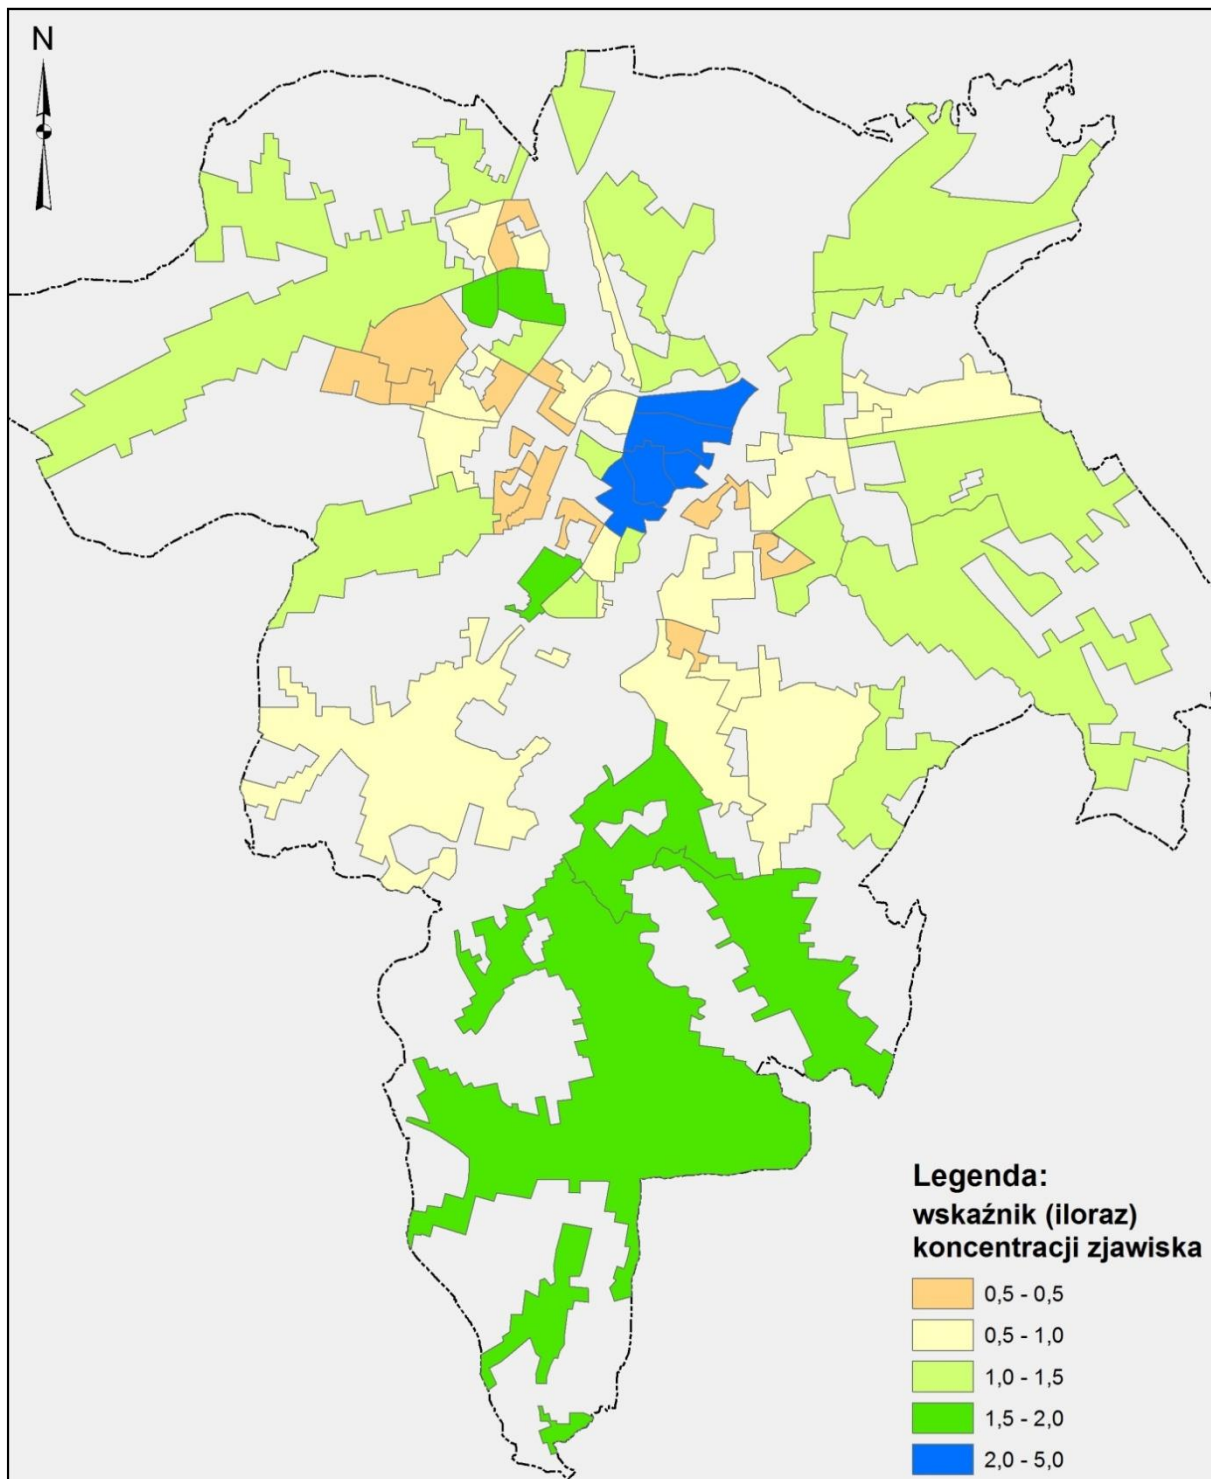 N
Legenda:
wskaźnik (iloraz)
koncentracji zjawiska
0,5 - 0,5
0,5 - 1,0
1,0 - 1,5
1,5 - 2,0
2,0 - 5,0